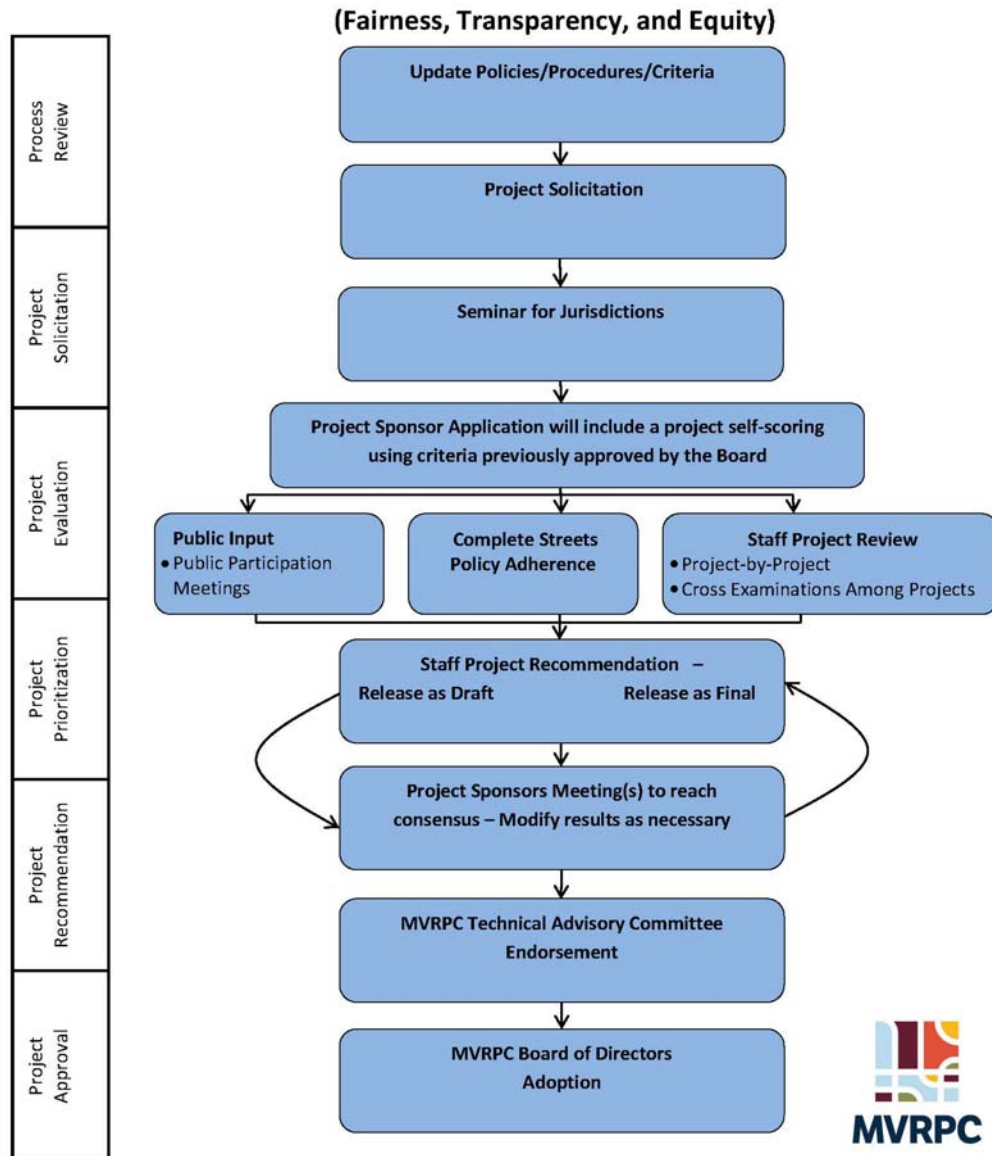 (Fairness, Transparency, and Equity)
Process
Review
Update Policies/Procedures/Criteria
Project Solicitation
Project
Solicitation
Seminar for Jurisdictions
Project
Evaluation
Project Sponsor Application will include a project self-scoring
using criteria previously approved by the Board
Public Input
• Public Participation
Meetings
Complete Streets
Policy Adherence
Staff Project Review
• Project-by-Project
• Cross Examinations Among Projects
Project
Prioritization
Staff Project Recommendation –
Release as Draft Release as Final
Project
Recommendation
Project Sponsors Meeting(s) to reach
consensus – Modify results as necessary
MVRPC Technical Advisory Committee
Endorsement
Project
Approval
MVRPC Board of Directors
Adoption
MVRPC